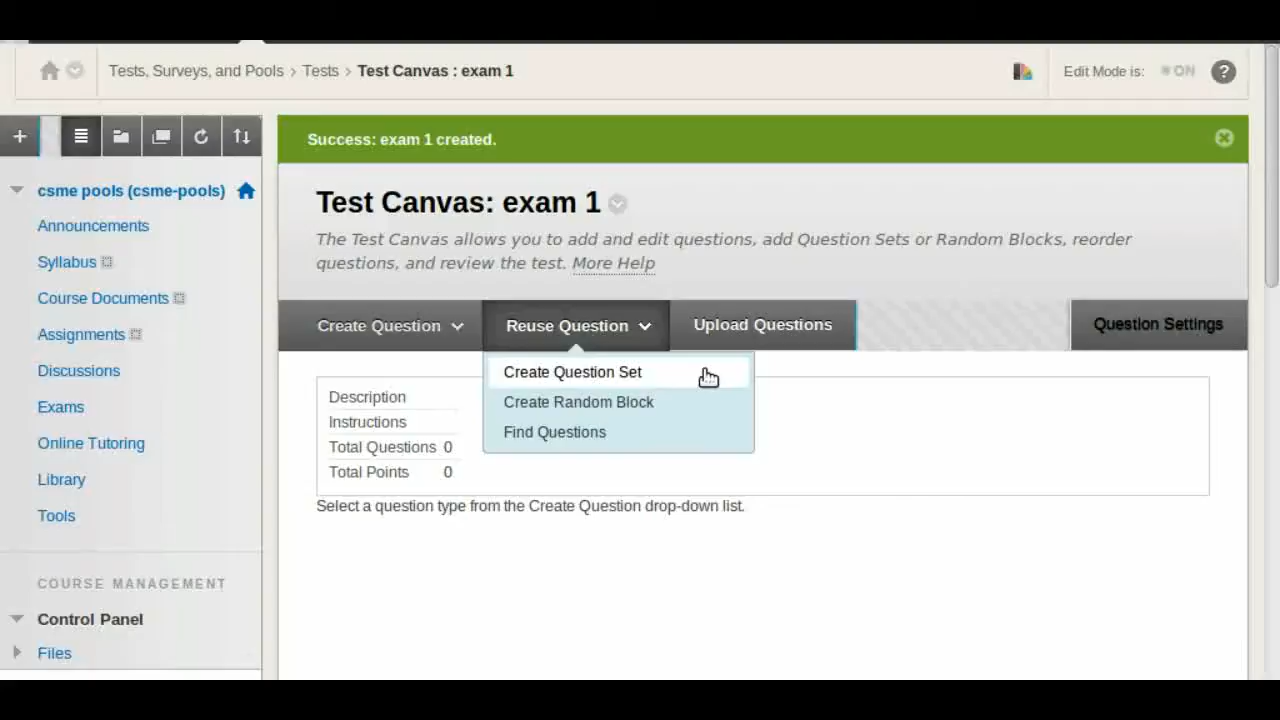 Tests, Surveys, and Pools > Tests > Test Canvas : exam 1
Edit Mode is: ON ?
Success: exam 1 created.
csme pools (csme-pools)
Announcements
Syllabus
Course Documents
Assignments
Discussions
Exams
Online Tutoring
Library
Tools
COURSE MANAGEMENT
Control Panel
Files
Test Canvas: exam 1
The Test Canvas allows you to add and edit questions, add Question Sets or Random Blocks, reorder
questions, and review the test. More Help
Create Question Reuse Question Upload Questions Question Settings
Create Question Set
Create Random Block
Find Questions
Description
Instructions
Total Questions 0
Total Points 0
Select a question type from the Create Question drop-down list.